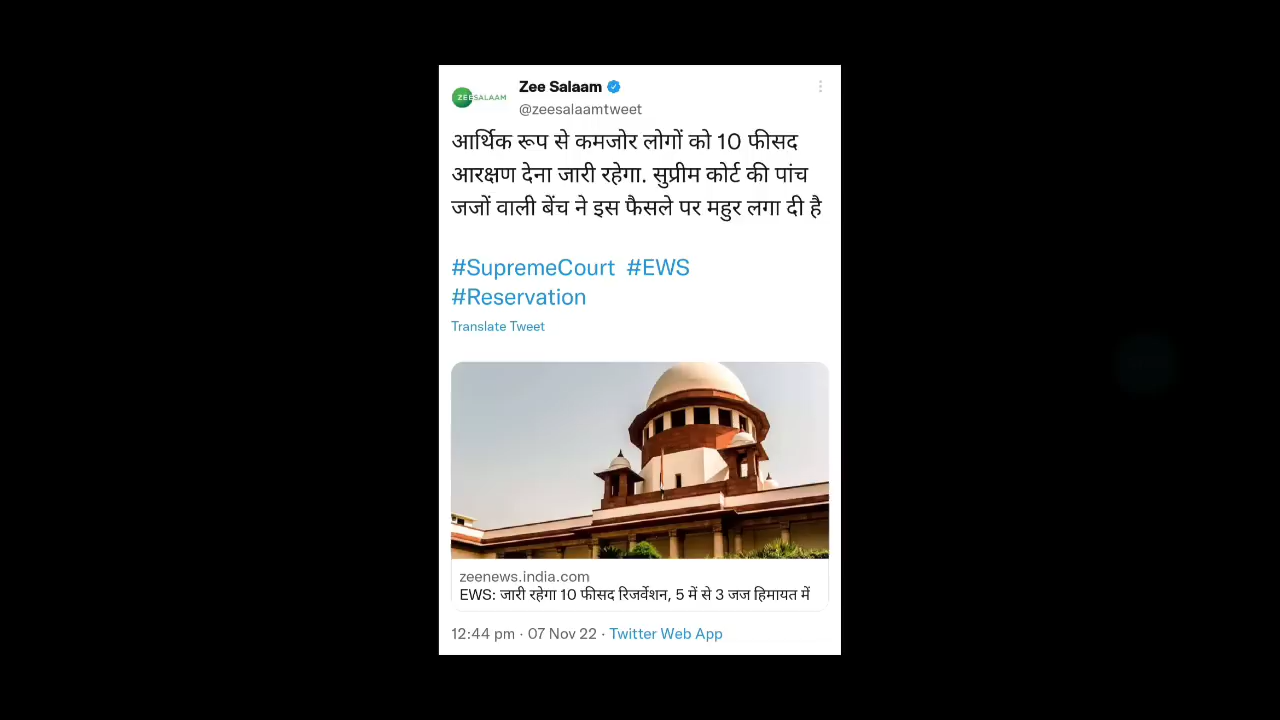 ZEE SALAAM
Zee Salaam
@zeesalaamtweet
आर्थिक रूप से कमजोर लोगों को 10 फीसद
आरक्षण देना जारी रहेगा. सुप्रीम कोर्ट की पांच
जजों वाली बेंच ने इस फैसले पर महुर लगा दी है
#SupremeCourt #EWS
#Reservation
Translate Tweet
zeenews.india.com
EWS: जारी रहेगा 10 फीसद रिजर्वेशन, 5 में से 3 जज हिमायत में
12:44 pm · 07 Nov 22 · Twitter Web App